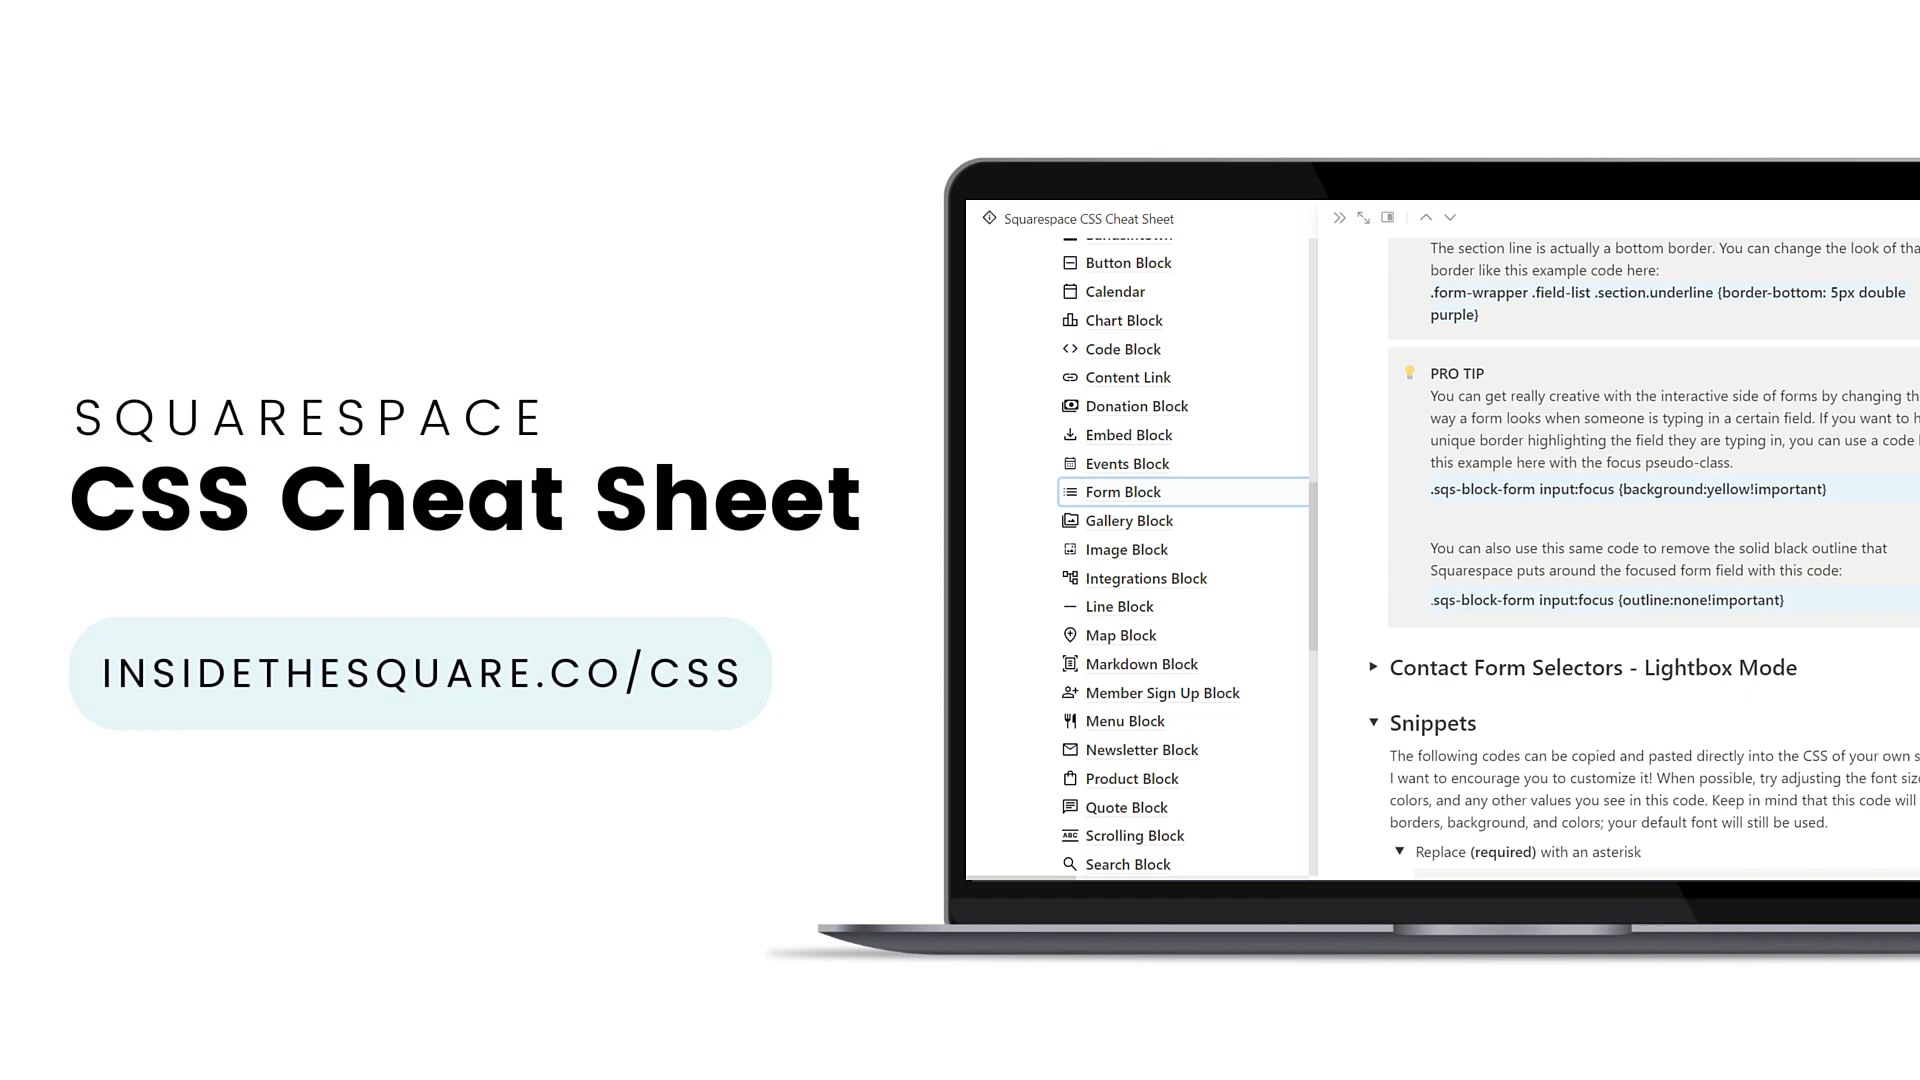 SQUARESPACE
CSS Cheat Sheet
INSIDETHESQUARE.CO/CSS
Squarespace CSS Cheat Sheet
Button Block
Calendar
Chart Block
Code Block
Content Link
Donation Block
Embed Block
Events Block
Form Block
Gallery Block
Image Block
Integrations Block
Line Block
Map Block
Markdown Block
Member Sign Up Block
Menu Block
Newsletter Block
Product Block
Quote Block
ABC Scrolling Block
Search Block
The section line is actually a bottom border. You can change the look of
border like this example code here:
.form-wrapper .field-list .section.underline {border-bottom: 5px double
purple}
PRO TIP
You can get really creative with the interactive side of forms by changing
way a form looks when someone is typing in a certain field. If you want to
unique border highlighting the field they are typing in, you can use a code
this example here with the focus pseudo-class.
.sqs-block-form input:focus {background:yellow!important}
You can also use this same code to remove the solid black outline that
Squarespace puts around the focused form field with this code:
.sqs-block-form input:focus {outline:none!important}
Contact Form Selectors - Lightbox Mode
Snippets
The following codes can be copied and pasted directly into the CSS of your own
I want to encourage you to customize it! When possible, try adjusting the font
colors, and any other values you see in this code. Keep in mind that this code will
borders, background, and colors; your default font will still be used.
Replace (required) with an asterisk